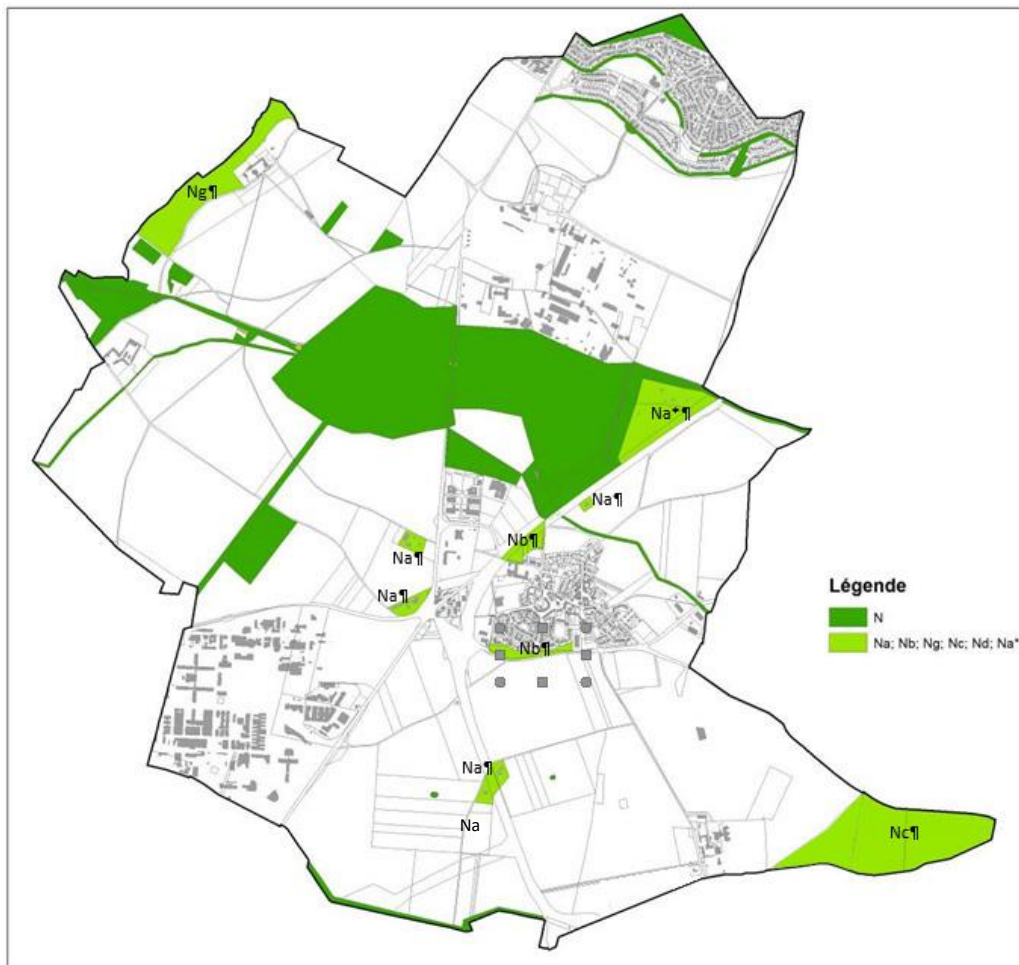 Ng¶
Na*¶
Na¶
Nb¶
Na¶
Na¶
Légende
N
Na; Nb; Ng; Nc; Nd; Na*
Nb¶
Na¶
Na
Nc¶